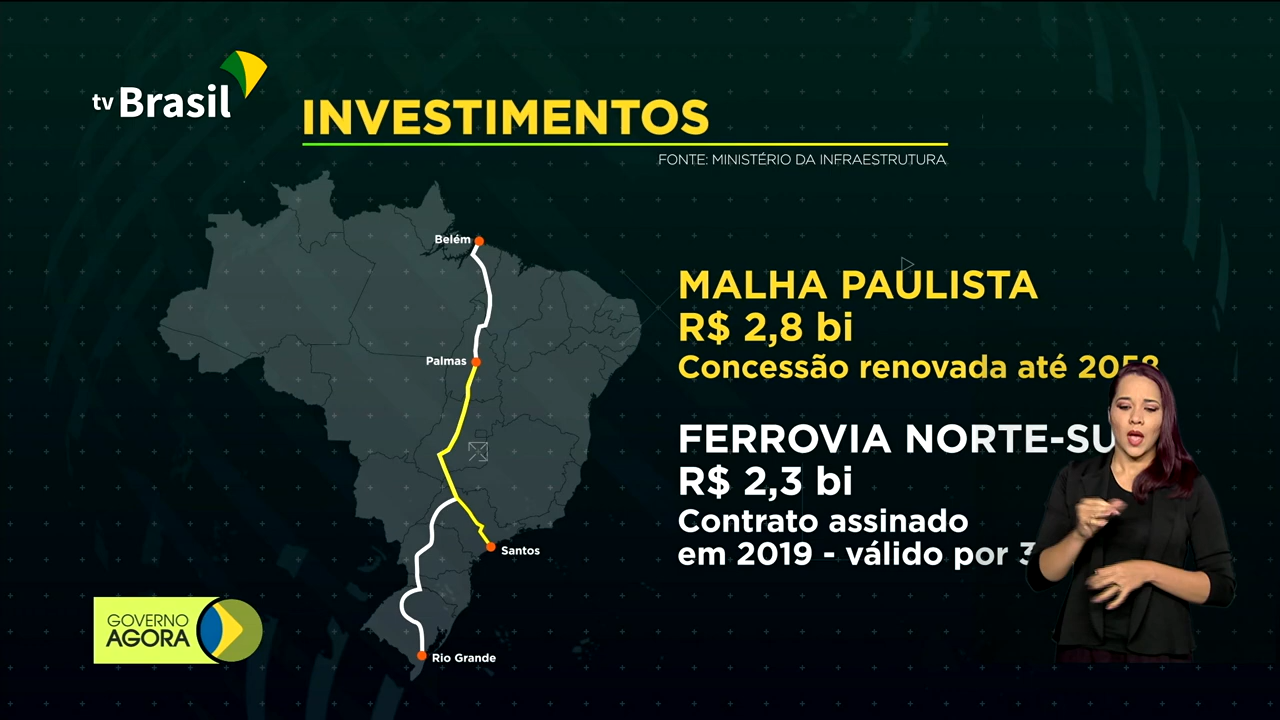 tv Brasil
INVESTIMENTOS
FONTE: MINISTÉRIO DA INFRAESTRUTURA
Belém
Palmas
Santos
Rio Grande
MALHA PAULISTA
R$ 2,8 bi
Concessão renovada até 2058
FERROVIA NORTE-SU
R$ 2,3 bi
Contrato assinado
em 2019 - válido por
GOVERNO
AGORA